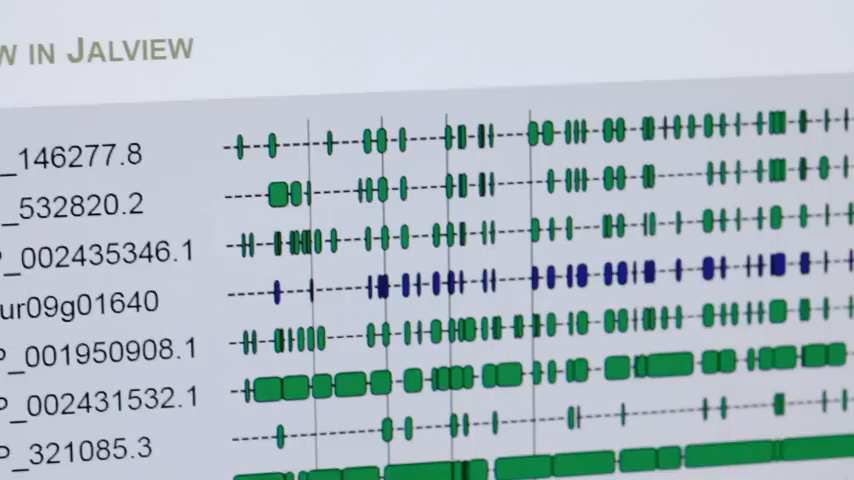 W IN JALVIEW
_146277.8
_532820.2
P_002435346.1
ur09g01640
P_001950908.1
P_002431532.1
P_321085.3